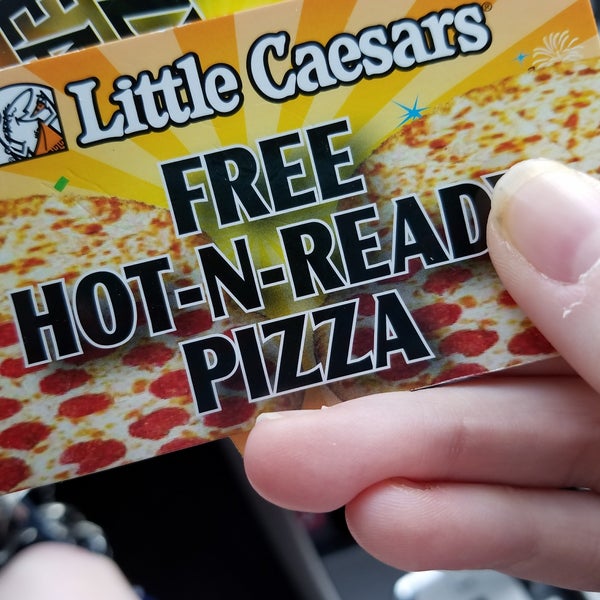 Little Caesars®
FREE
HOT-N-READ
PIZZA